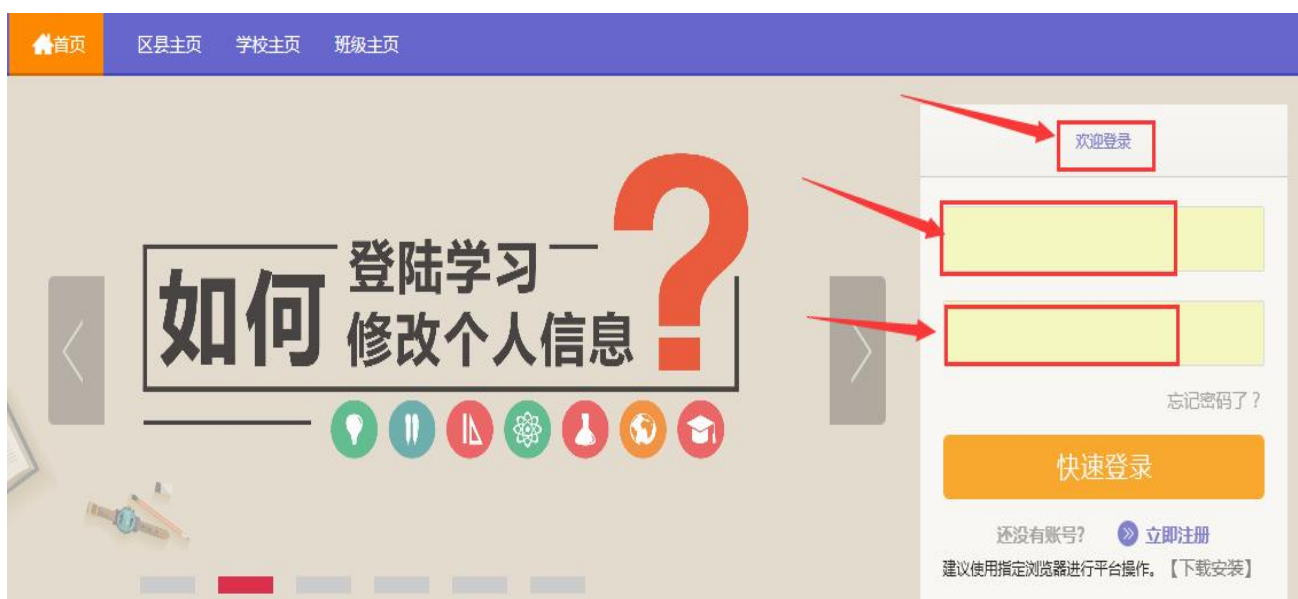 首页 区县主页 学校主页 班级主页
欢迎登录
如何
登陆学习
修改个人信息
?
忘记密码了?
快速登录
还没有账号? 立即注册
建议使用指定浏览器进行平台操作。【下载安装】